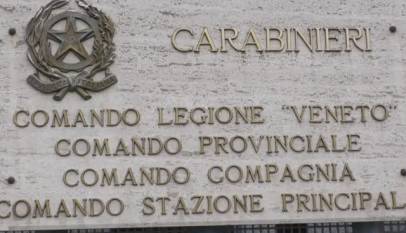 CARABINIERI
COMANDO LEGIONE "VENETO"
COMANDO PROVINCIALE
COMANDO COMPAGNIA
COMANDO STAZIONE PRINCIPAL